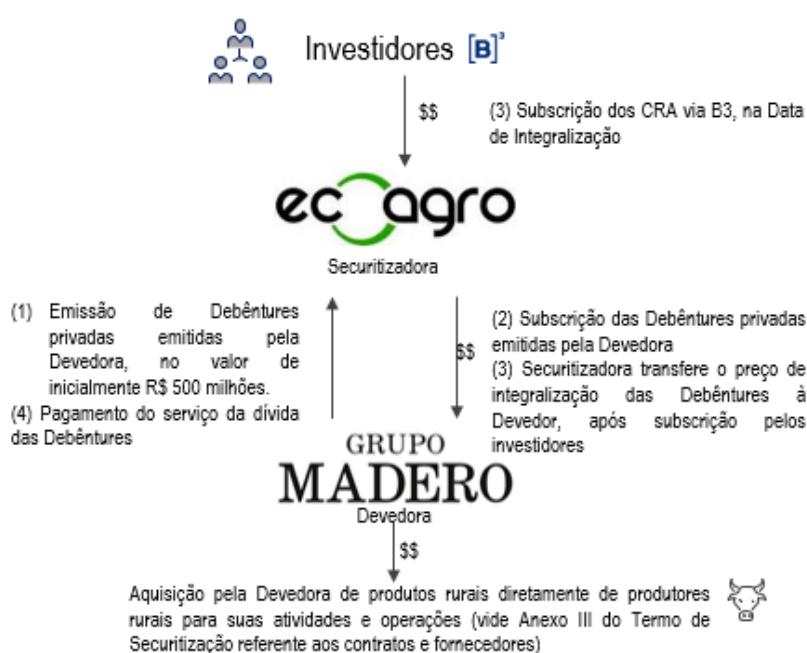 Investidores [B]³
$$
(3) Subscrição dos CRA via B3, na Data
de Integralização
ecoagro
Securitizadora
(1) Emissão de Debêntures
privadas emitidas pela
Devedora, no valor de
inicialmente R$ 500 milhões.
(4) Pagamento do serviço da dívida
das Debêntures
$$
(2) Subscrição das Debêntures privadas
emitidas pela Devedora
(3) Securitizadora transfere o preço de
integralização das Debêntures à
Devedor, após subscrição pelos
investidores
GRUPO
MADERO
Devedora
$$
Aquisição pela Devedora de produtos rurais diretamente de produtores
rurais para suas atividades e operações (vide Anexo III do Termo de
Securitização referente aos contratos e fornecedores)